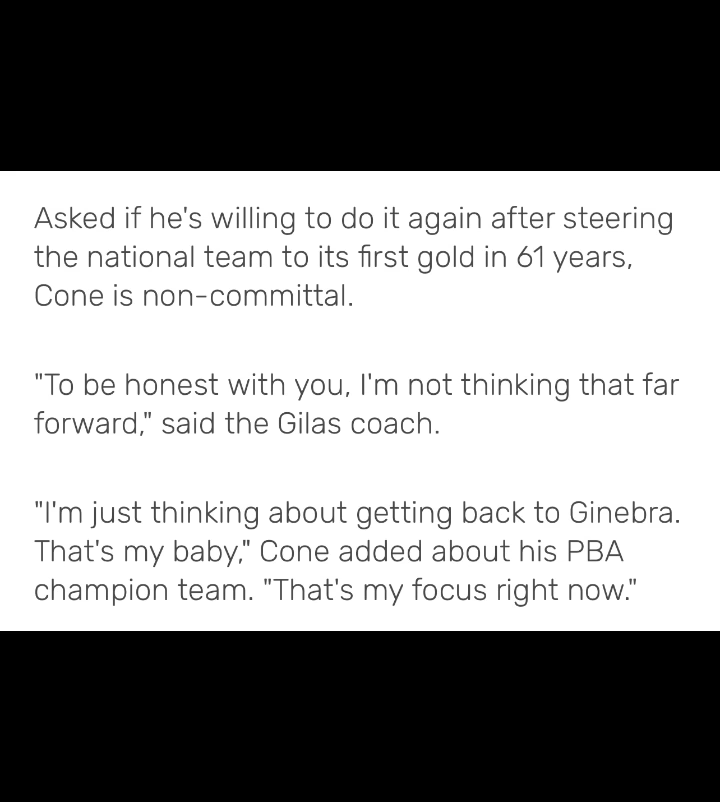 Asked if he's willing to do it again after steering
the national team to its first gold in 61 years,
Cone is non-committal.
"To be honest with you, I'm not thinking that far
forward," said the Gilas coach.
"I'm just thinking about getting back to Ginebra.
That's my baby," Cone added about his PBA
champion team. "That's my focus right now."